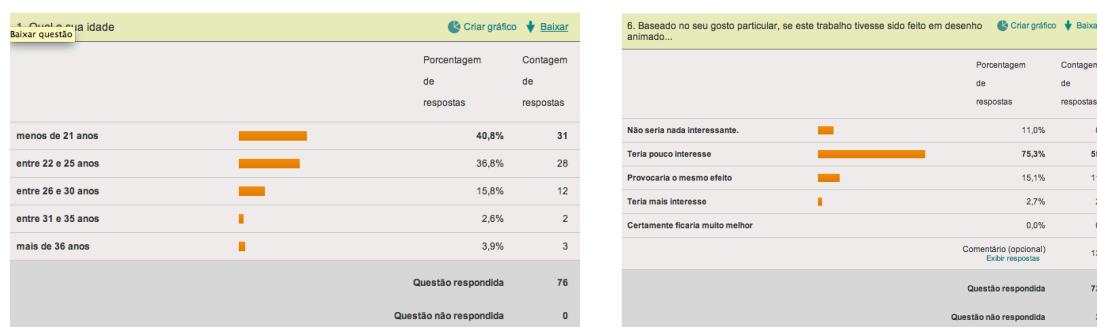 1. Qual a sua idade
Criar gráfico Baixar
Baixar questão
Porcentagem de respostas
Contagem de respostas
menos de 21 anos 40,8% 31
entre 22 e 25 anos 36,8% 28
entre 26 e 30 anos 15,8% 12
entre 31 e 35 anos 2,6% 2
mais de 36 anos 3,9% 3
Questão respondida 76
Questão não respondida 0
6. Baseado no seu gosto particular, se este trabalho tivesse sido feito em desenho
animado...
Criar gráfico Baixar
Porcentagem de respostas
Contagem de respostas
Não seria nada interessante. 11,0%
Teria pouco interesse 75,3%
Provocaria o mesmo efeito 15,1%
Teria mais interesse 2,7%
Certamente ficaria muito melhor 0,0%
Comentário (opcional)
Exibir respostas
Questão respondida
Questão não respondida